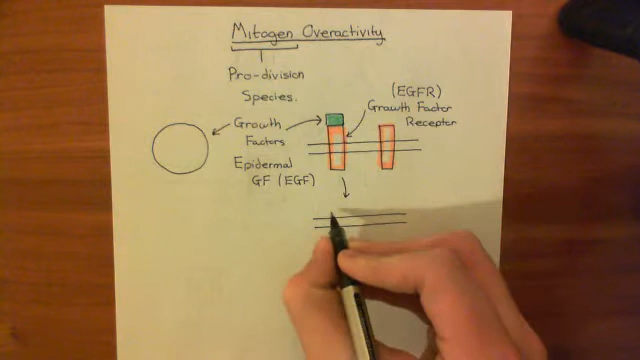 Mitogen Overactivity
Pro-division
Species.
(EGFR)
Growth Factor
Receptor
Growth
Factors
Epidermal
GF (EGF)